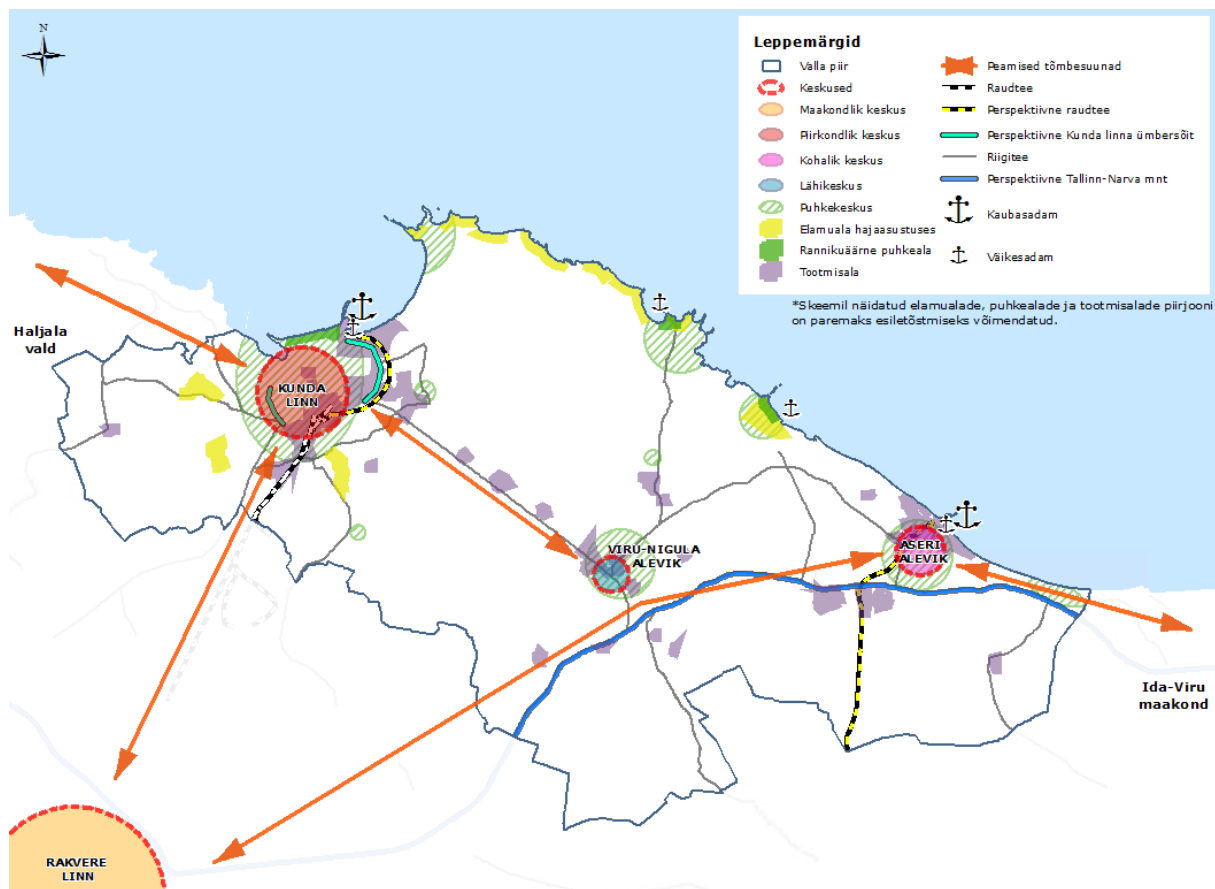 N
Leppemärgid
Valla piir
Keskused
Maakondlik keskus
Piirkondlik keskus
Kohalik keskus
Lähikeskus
Puhkekeskus
Elamuala hajaasustuses
Rannikuäärne puhkeala
Tootmisala
Peamised tõmbesuunad
Raudtee
Perspektiivne raudtee
Perspektiivne Kunda linna ümbersõit
Riigitee
Perspektiivne Tallinn-Narva mnt
Kaubasadam
Väikesadam
*Skeemil näidatud elamualade, puhkealade ja tootmisalade piirjooni
on paremaks esiletõstmiseks võimendatud.
Haljala
vald
KUNDA
LINN
VIRU-NIGULA
ALEVIK
ASERI
ALEVIK
Ida-Viru
maakond
RAKVERE
LINN